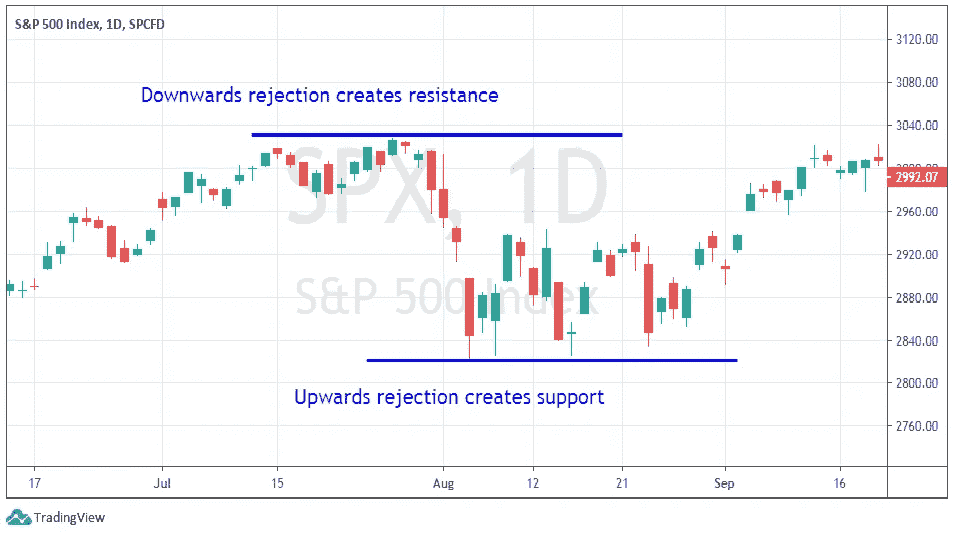 S&P 500 Index, 1D, SPCFD
3120.00
Downwards rejection creates resistance
3080.00
3040.00
SPX, 1D
3000.00
2992.07
2960.00
2920.00
S&P 500 Index
2880.00
2840.00
2800.00
Upwards rejection creates support
2760.00
17 Jul 15 Aug 12 21 Sep 16
TradingView